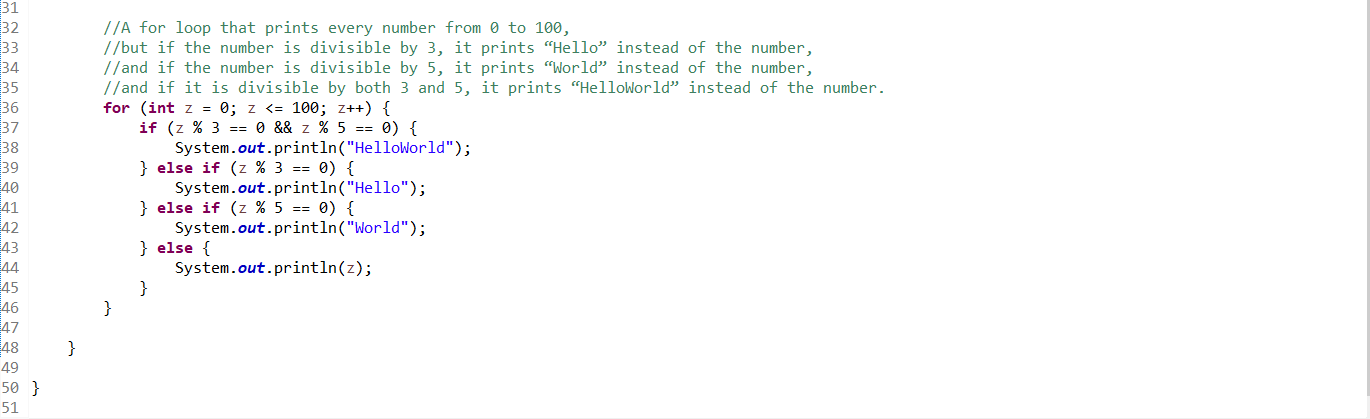 31
32 //A for loop that prints every number from 0 to 100,
33 //but if the number is divisible by 3, it prints “Hello” instead of the number,
34 //and if the number is divisible by 5, it prints “World” instead of the number,
35 //and if it is divisible by both 3 and 5, it prints “HelloWorld” instead of the number.
36 for (int z = 0; z <= 100; z++) {
37 if (z % 3 == 0 && z % 5 == 0) {
38 System.out.println("HelloWorld");
39 } else if (z % 3 == 0) {
40 System.out.println("Hello");
41 } else if (z % 5 == 0) {
42 System.out.println("World");
43 } else {
44 System.out.println(z);
45 }
46 }
47
48 }
49
50 }
51